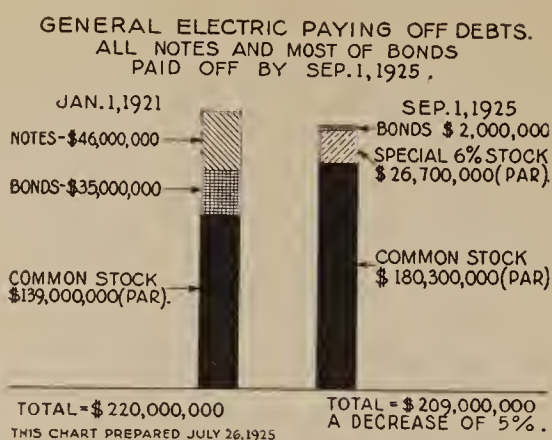 GENERAL ELECTRIC PAYING OFF DEBTS.
ALL NOTES AND MOST OF BONDS
PAID OFF BY SEP. 1, 1925.
JAN. 1, 1921
NOTES-$46,000,000
BONDS-$35,000,000
COMMON STOCK
$139,000,000(PAR).
TOTAL=$220,000,000
THIS CHART PREPARED JULY 26, 1925
SEP. 1, 1925
BONDS $2,000,000
SPECIAL 6% STOCK
$26,700,000(PAR).
COMMON STOCK
$180,300,000(PAR)
TOTAL=$209,000,000
A DECREASE OF 5%.